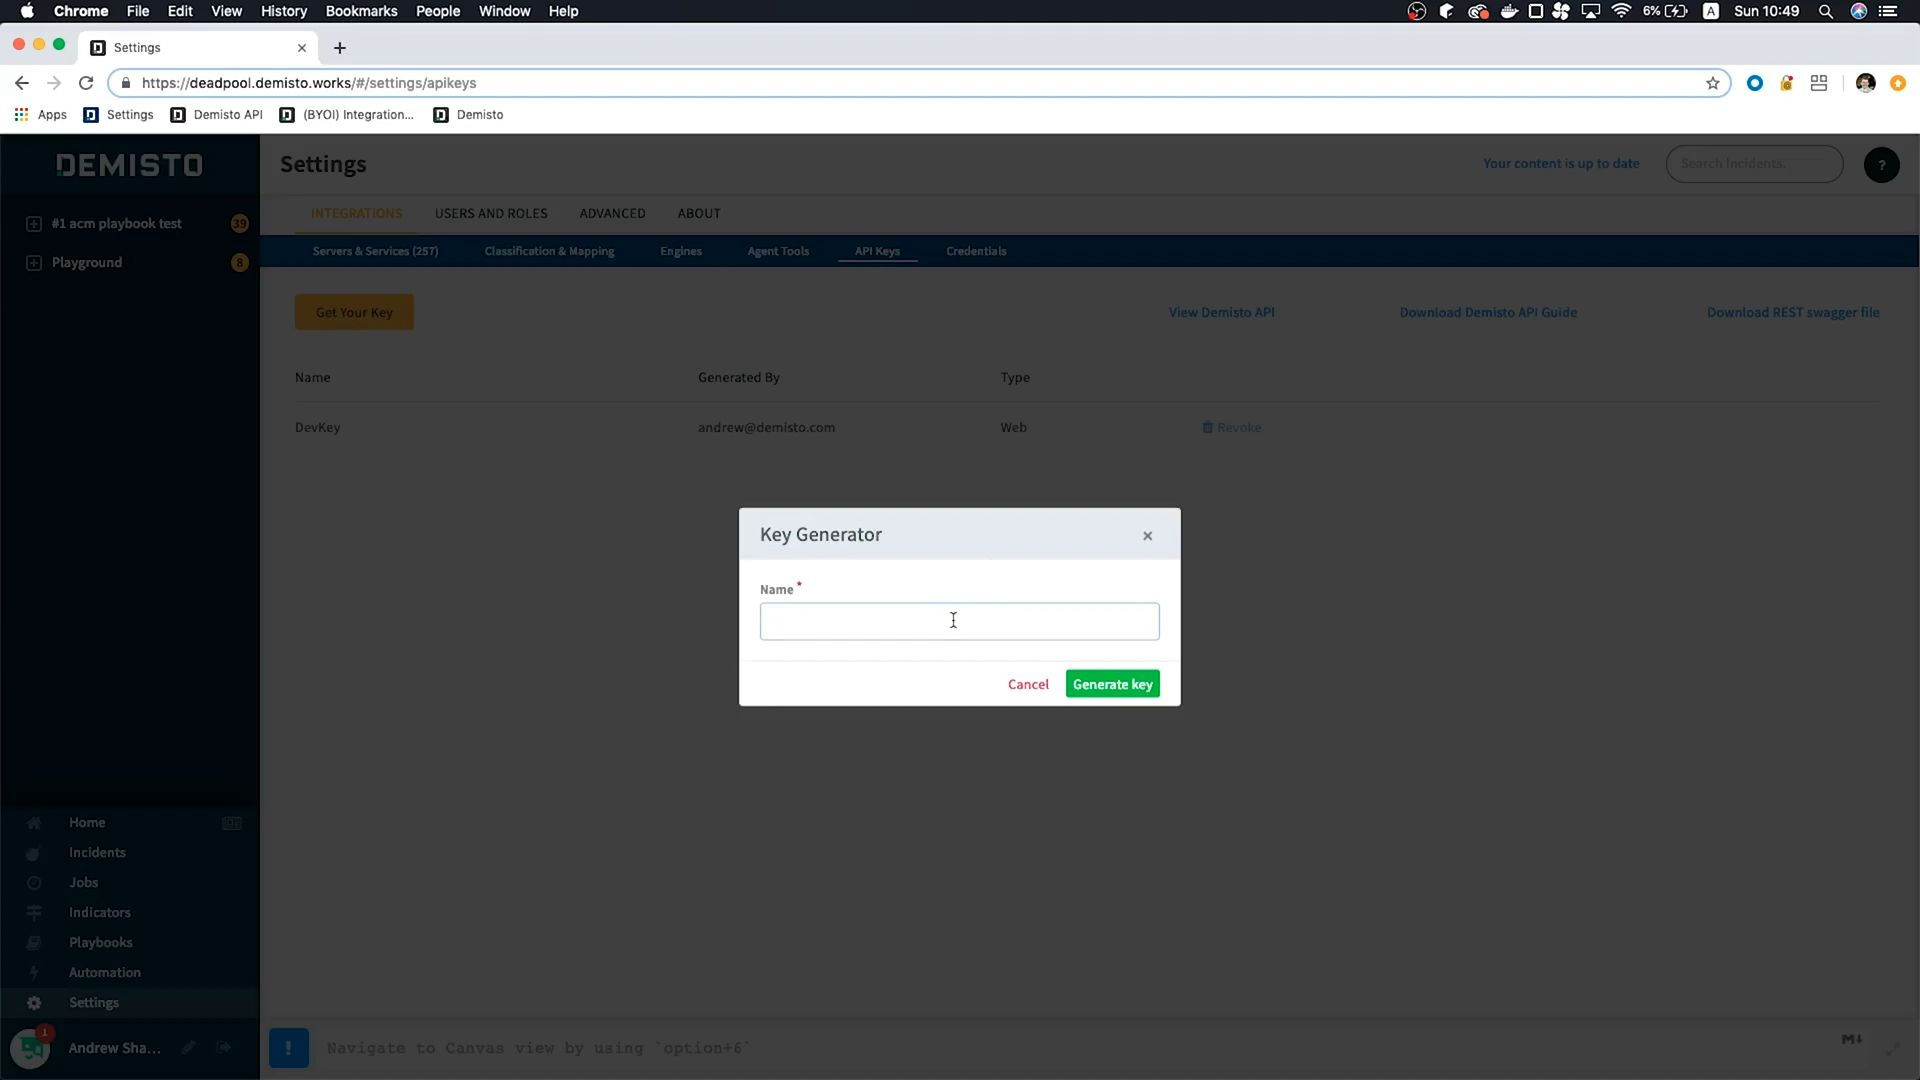 Chrome File Edit View History Bookmarks People Window Help 6% A Sun 10:49
Settings
https://deadpool.demisto.works/#/settings/apikeys
Apps Settings Demisto API (BYOI) Integration... Demisto
DEMISTO
Settings
Your content is up to date
Search Incidents.
?
#1 acm playbook test 39
Playground 8
INTEGRATIONS USERS AND ROLES ADVANCED ABOUT
Servers & Services (257) Classification & Mapping Engines Agent Tools API Keys Credentials
Get Your Key View Demisto API Download Demisto API Guide Download REST swagger file
Name Generated By Type
DevKey andrew@demisto.com Web Revoke
Key Generator
Name *
Cancel Generate key
Home
Incidents
Jobs
Indicators
Playbooks
Automation
Settings
1
Andrew Sha...
! Navigate to Canvas view by using `option+6`
M↓